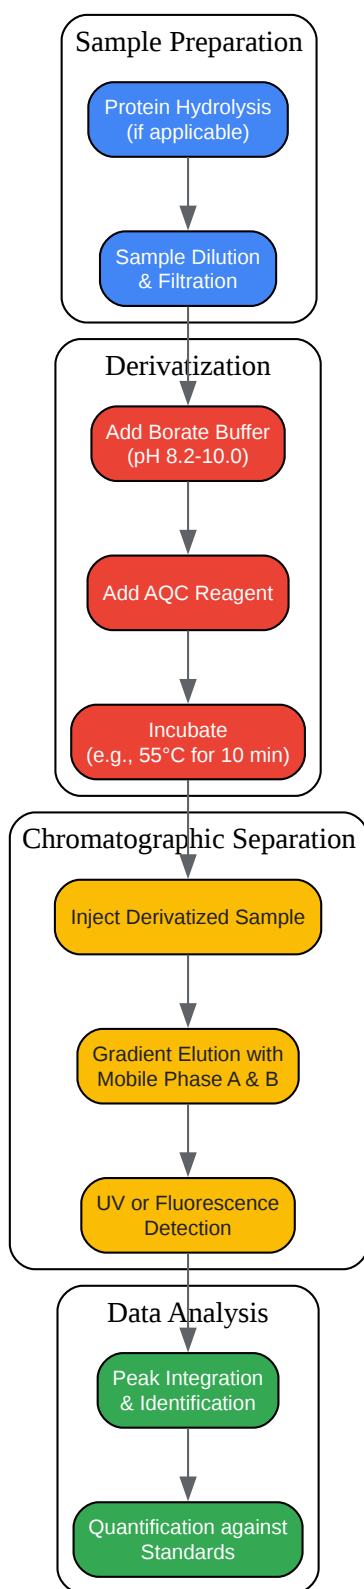 Sample Preparation
Protein Hydrolysis
(if applicable)
Sample Dilution
& Filtration
Derivatization
Add Borate Buffer
(pH 8.2-10.0)
Add AQC Reagent
Incubate
(e.g., 55°C for 10 min)
Chromatographic Separation
Inject Derivatized Sample
Gradient Elution with
Mobile Phase A & B
UV or Fluorescence
Detection
Data Analysis
Peak Integration
& Identification
Quantification against
Standards